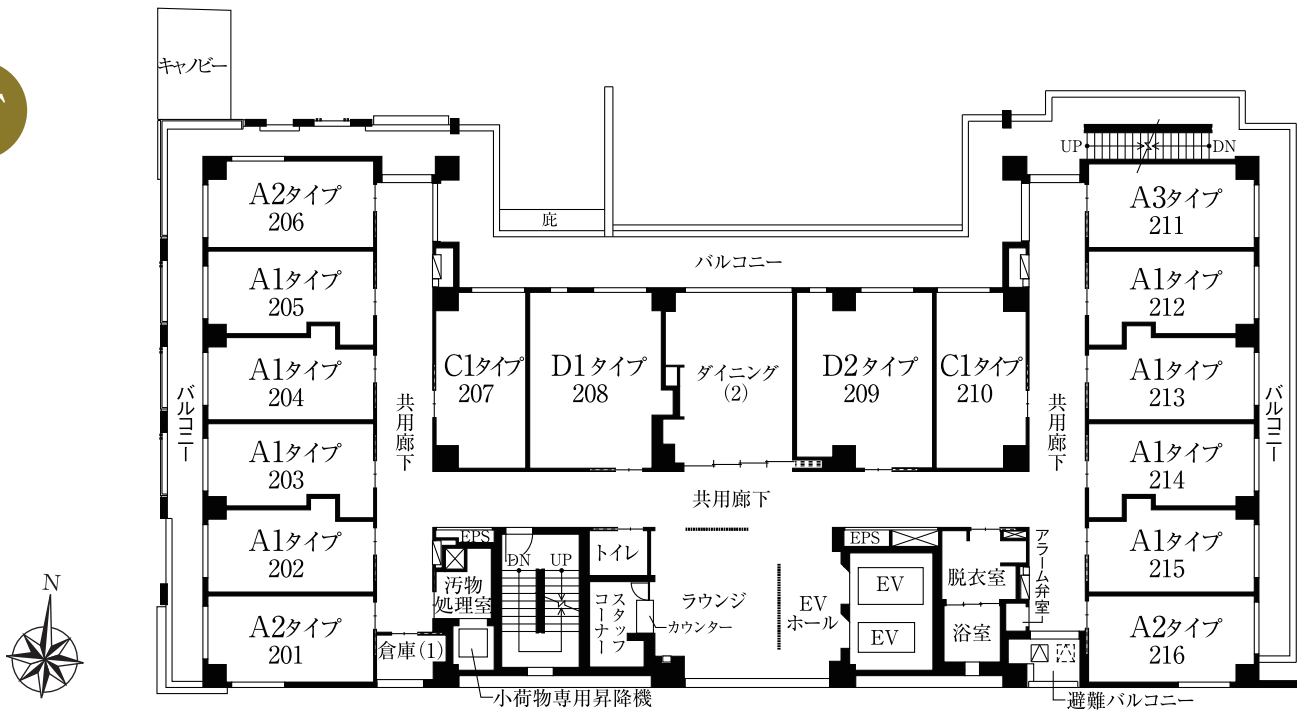 キャノピー
UP
DN
A2タイプ
206
A3タイプ
211
庇
バルコニー
A1タイプ
205
A1タイプ
212
C1タイプ
207
D1タイプ
208
ダイニング
(2)
D2タイプ
209
C1タイプ
210
A1タイプ
204
A1タイプ
213
バルコニー
共用廊下
共用廊下
バルコニー
A1タイプ
203
A1タイプ
214
共用廊下
A1タイプ
202
A1タイプ
215
EPS
DN
UP
トイレ
EPS
アラーム弁室
汚物
処理室
スタッフ
コーナー
カウンター
ラウンジ
EV
ホール
EV
EV
脱衣室
浴室
N
A2タイプ
201
A2タイプ
216
倉庫(1)
小荷物専用昇降機
避難バルコニー